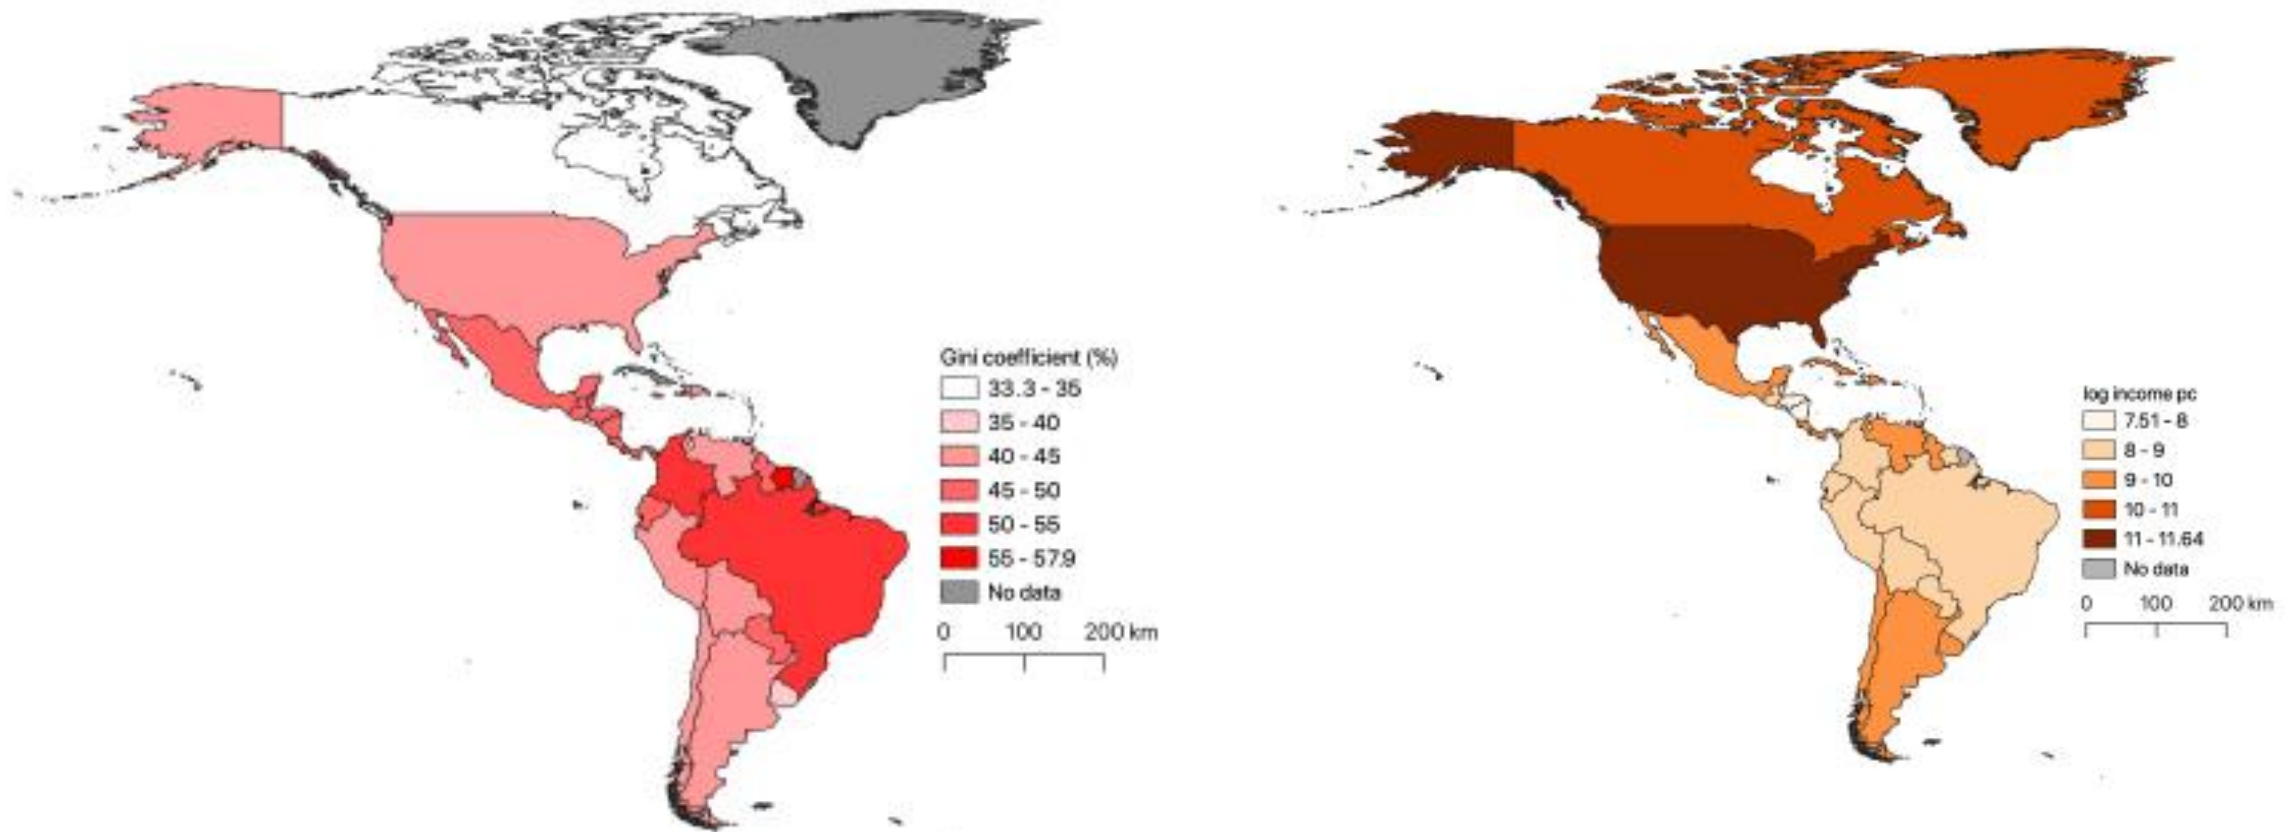 Gini coefficient (%)
33.3 - 35
35 - 40
40 - 45
45 - 50
50 - 55
55 - 57.9
No data
0 100 200 km
log income pc
7.51 - 8
8 - 9
9 - 10
10 - 11
11 - 11.64
No data
0 100 200 km